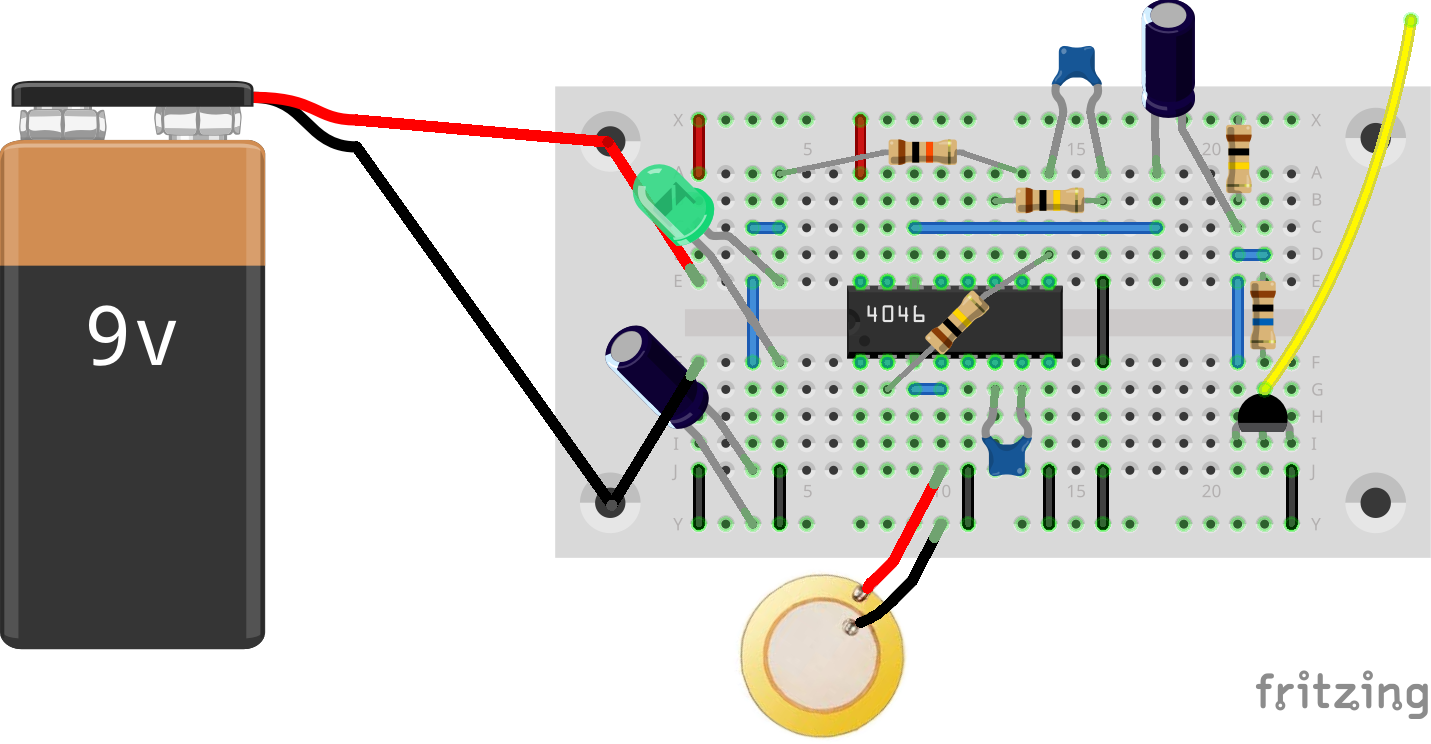 X 5 15 20 X
A A
B B
C C
D D
E E
9v
4046
F F
G G
H H
I I
J J
5 10 15 20
Y Y
fritzing